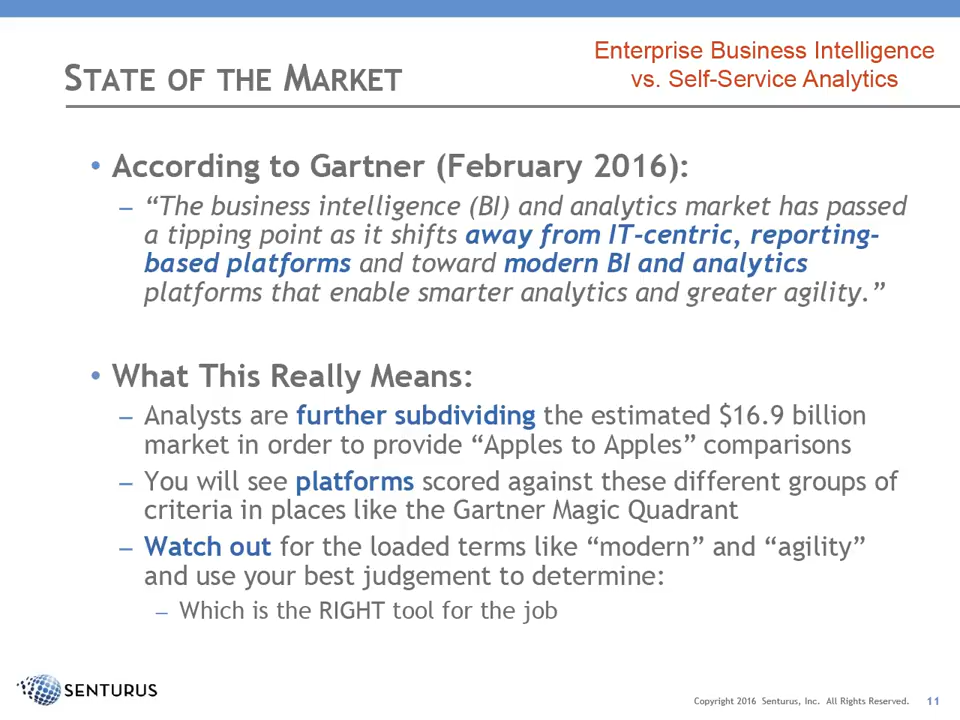 Enterprise Business Intelligence
vs. Self-Service Analytics
STATE OF THE MARKET
• According to Gartner (February 2016):
– “The business intelligence (BI) and analytics market has passed
a tipping point as it shifts away from IT-centric, reporting-
based platforms and toward modern BI and analytics
platforms that enable smarter analytics and greater agility.”
• What This Really Means:
– Analysts are further subdividing the estimated $16.9 billion
market in order to provide “Apples to Apples” comparisons
– You will see platforms scored against these different groups of
criteria in places like the Gartner Magic Quadrant
– Watch out for the loaded terms like “modern” and “agility”
and use your best judgement to determine:
– Which is the RIGHT tool for the job
SENTURUS
Copyright 2016 Senturus, Inc. All Rights Reserved. 11